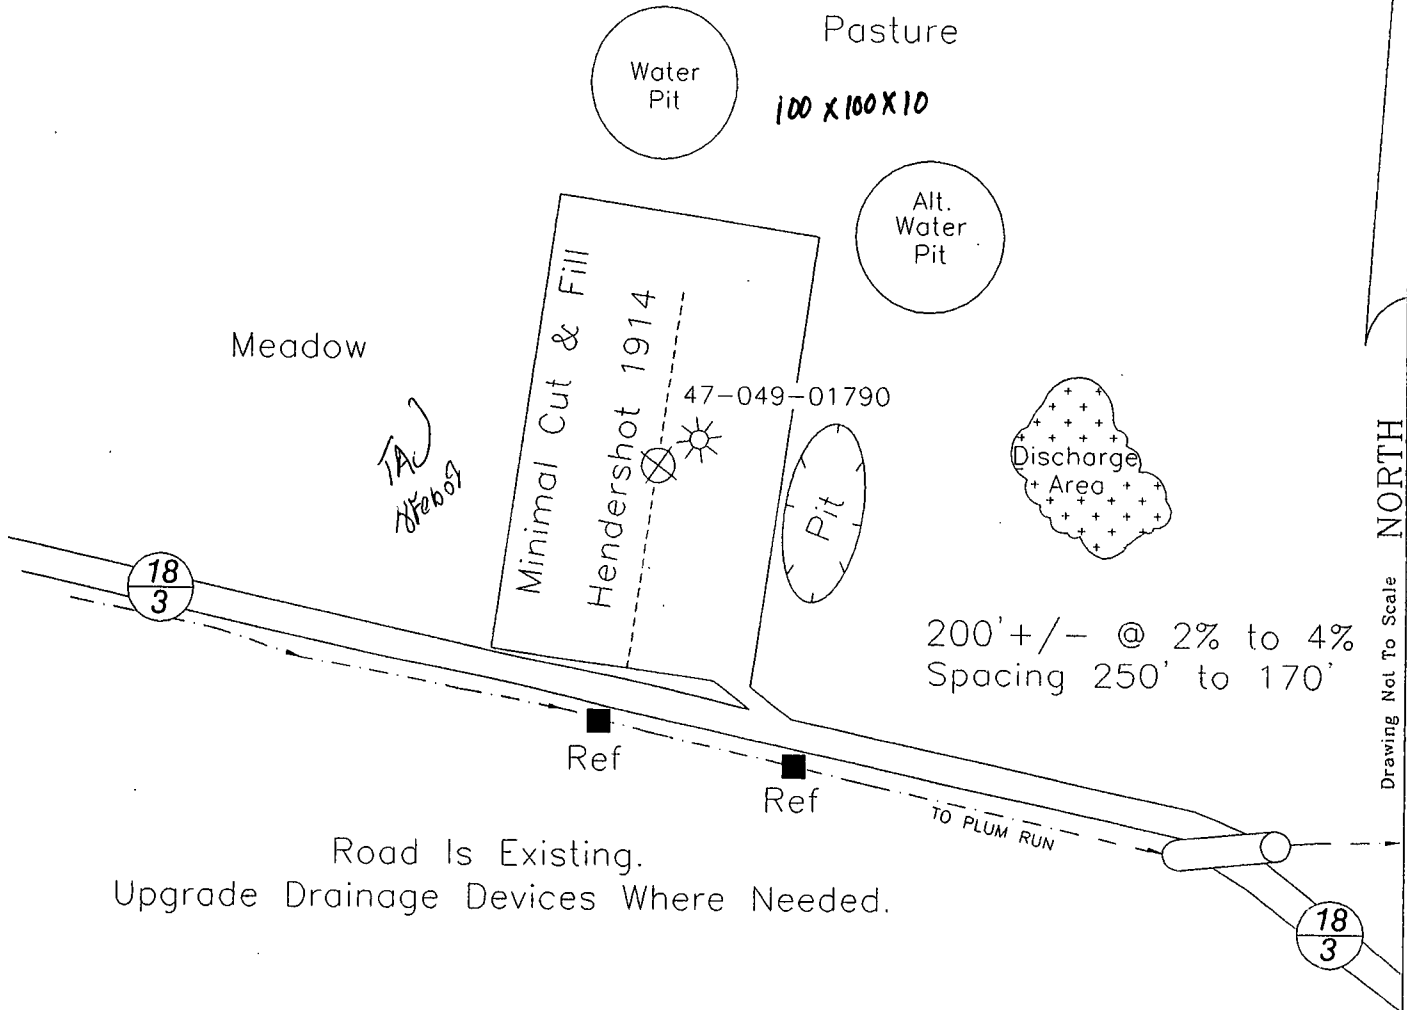 Pasture
Water
Pit
100 X 100 X 10
Alt.
Water
Pit
Minimal Cut & Fill
Hendershot 1914
Meadow
47-049-01790
Discharge
Area
Pit
NORTH
Drawing Not To Scale
18
3
200'+/- @ 2% to 4%
Spacing 250' to 170'
Ref
Ref
TO PLUM RUN
Road Is Existing.
Upgrade Drainage Devices Where Needed.
18
3